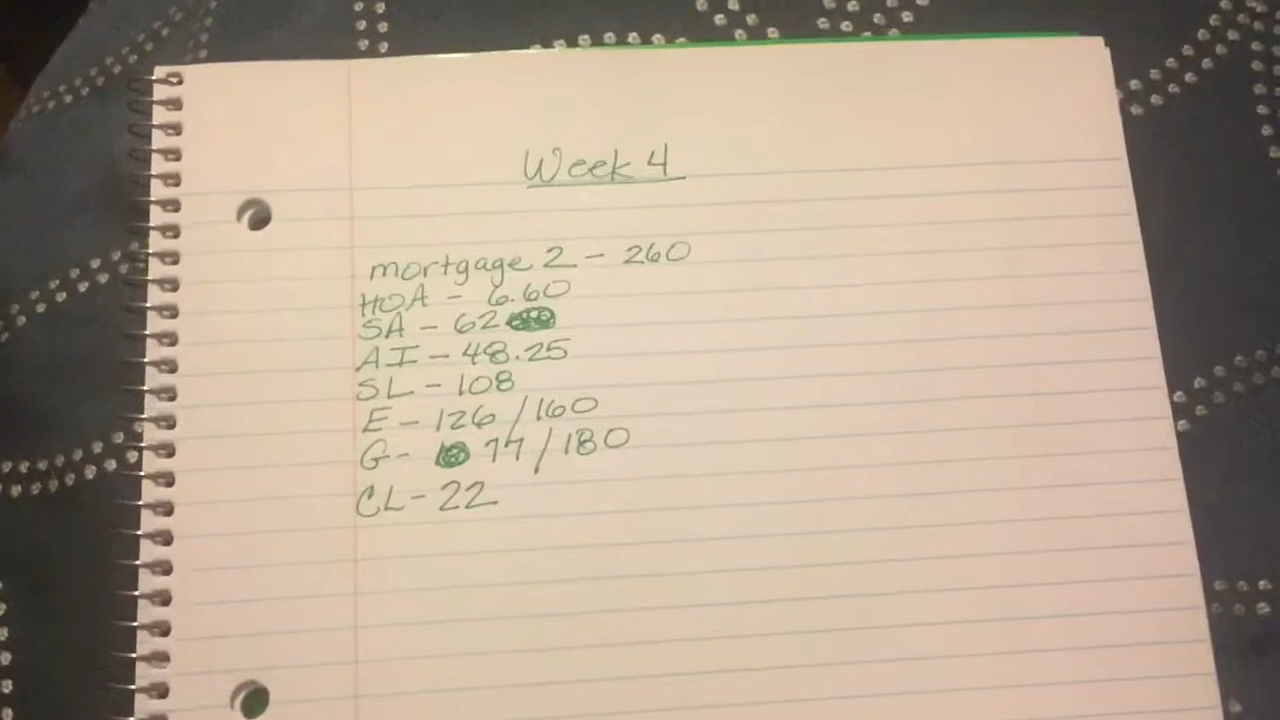 Week 4
mortgage 2 - 260
HOA - 6.60
SA - 62
AI - 48.25
SL - 108
E - 126 / 160
G - 77 / 180
CL - 22